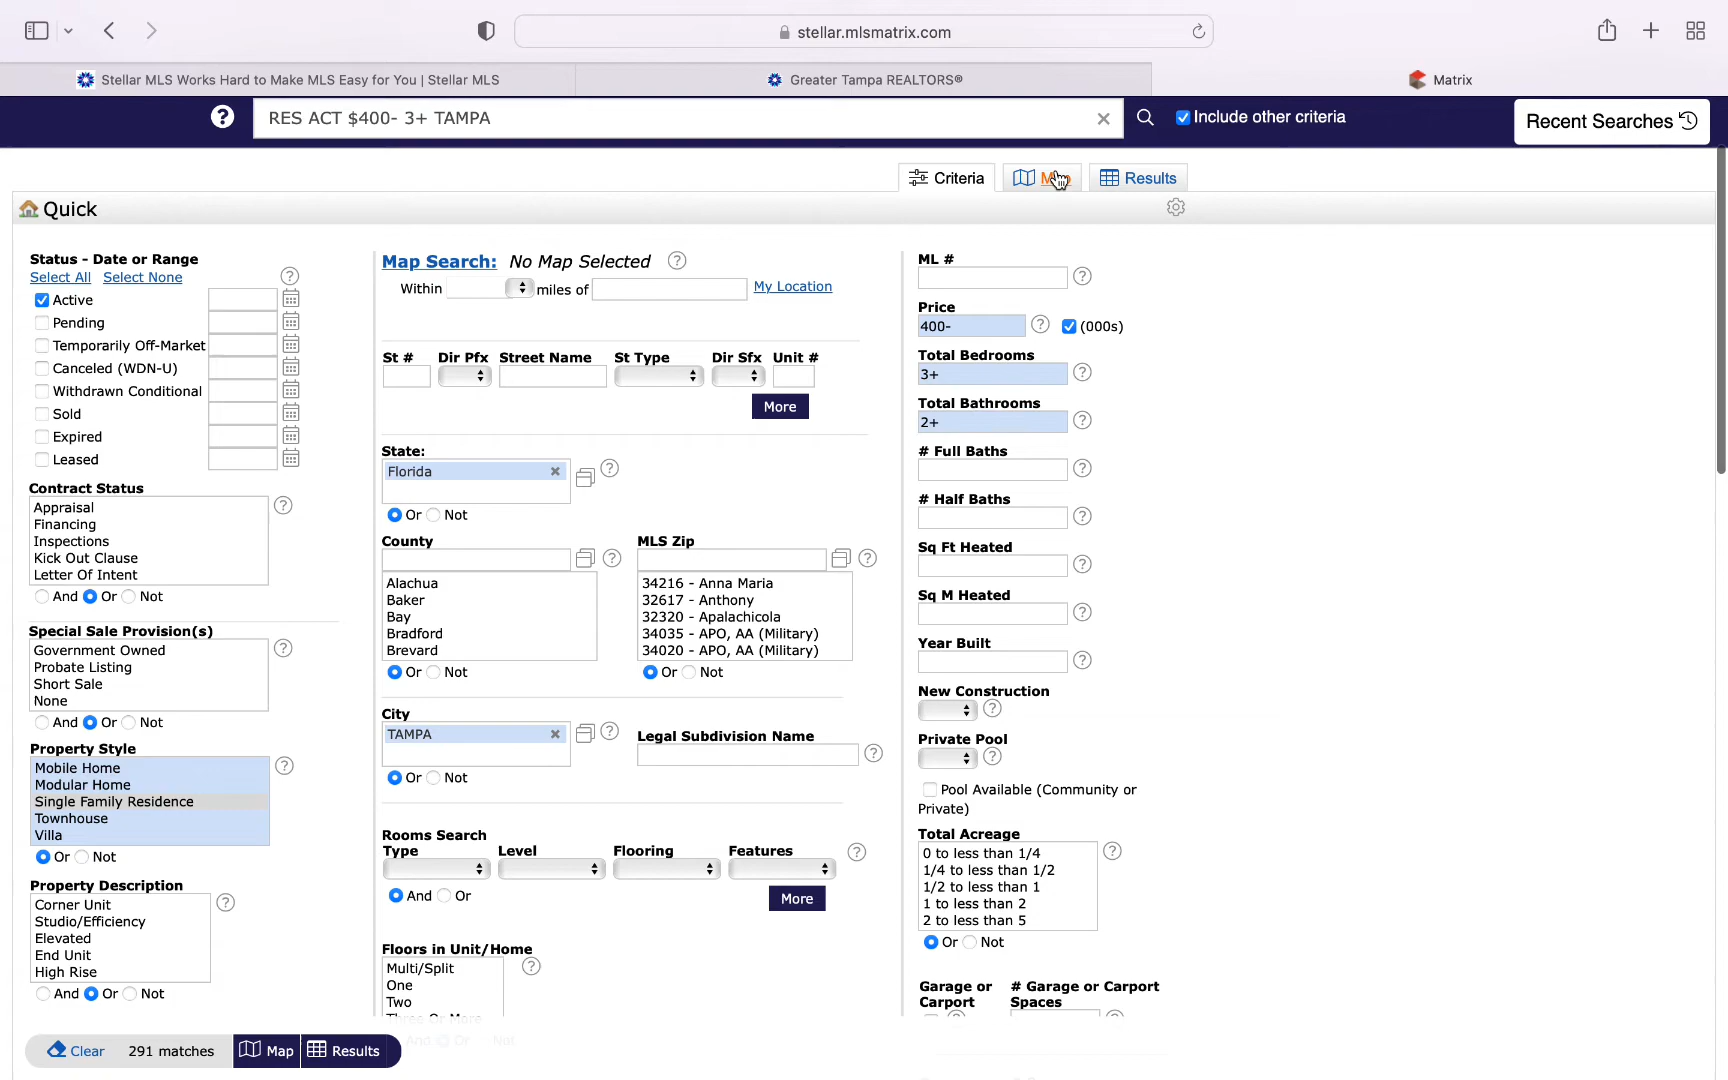 stellar.mlsmatrix.com
Stellar MLS Works Hard to Make MLS Easy for You | Stellar MLS
Greater Tampa REALTORS®
Matrix
RES ACT $400- 3+ TAMPA
Include other criteria
Recent Searches
Criteria
Results
Quick
Status - Date or Range
Select All Select None
Active
Pending
Temporarily Off-Market
Canceled (WDN-U)
Withdrawn Conditional
Sold
Expired
Leased
Contract Status
Appraisal
Financing
Inspections
Kick Out Clause
Letter Of Intent
And Or Not
Special Sale Provision(s)
Government Owned
Probate Listing
Short Sale
None
And Or Not
Property Style
Mobile Home
Modular Home
Single Family Residence
Townhouse
Villa
Or Not
Property Description
Corner Unit
Studio/Efficiency
Elevated
End Unit
High Rise
And Or Not
Map Search: No Map Selected
Within miles of My Location
St # Dir Pfx Street Name St Type Dir Sfx Unit #
More
State:
Florida
Or Not
County
Alachua
Baker
Bay
Bradford
Brevard
Or Not
MLS Zip
34216 - Anna Maria
32617 - Anthony
32320 - Apalachicola
34035 - APO, AA (Military)
34020 - APO, AA (Military)
Or Not
City
TAMPA
Or Not
Legal Subdivision Name
Rooms Search
Type Level Flooring Features
And Or
More
Floors in Unit/Home
Multi/Split
One
Two
Three Or More
And Or Not
ML #
Price
400- (000s)
Total Bedrooms
3+
Total Bathrooms
2+
# Full Baths
# Half Baths
Sq Ft Heated
Sq M Heated
Year Built
New Construction
Private Pool
Pool Available (Community or
Private)
Total Acreage
0 to less than 1/4
1/4 to less than 1/2
1/2 to less than 1
1 to less than 2
2 to less than 5
Or Not
Garage or
Carport
# Garage or Carport
Spaces
Clear 291 matches Map Results